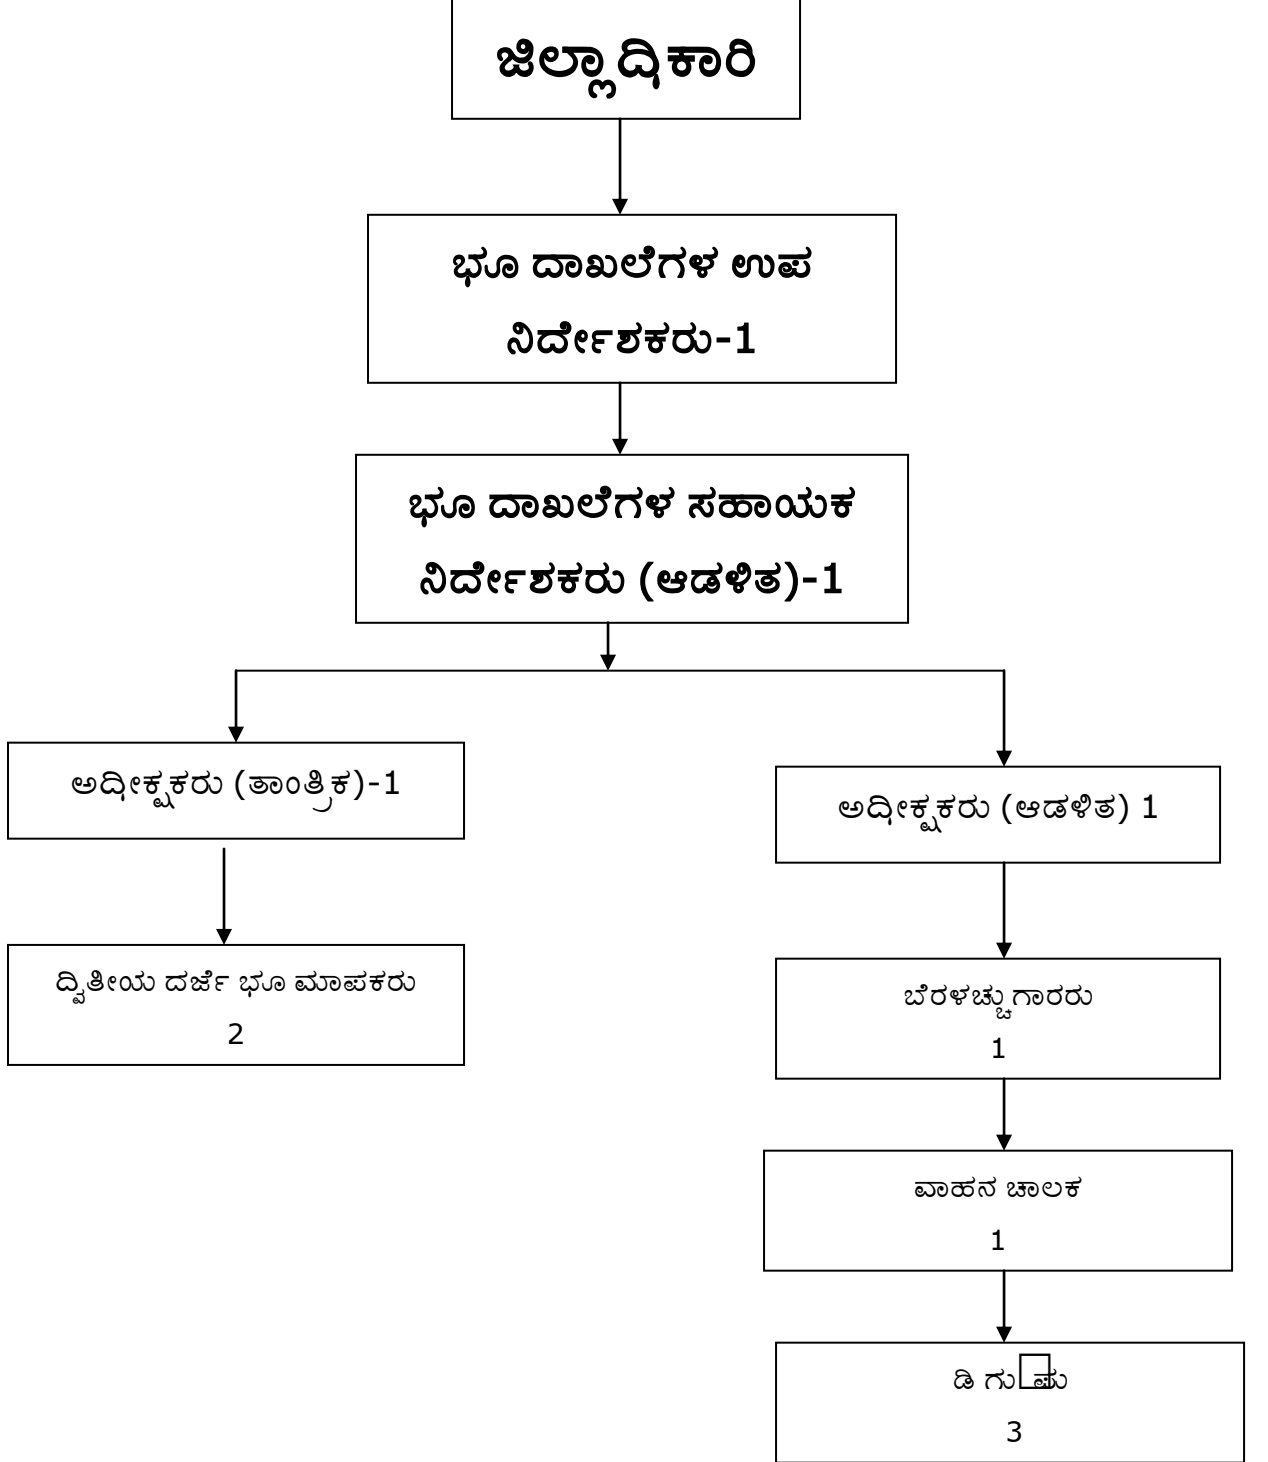 ಜಿಲ್ಲಾಧಿಕಾರಿ
ಭೂ ದಾಖಲೆಗಳ ಉಪ
ನಿರ್ದೇಶಕರು-1
ಭೂ ದಾಖಲೆಗಳ ಸಹಾಯಕ
ನಿರ್ದೇಶಕರು (ಆಡಳಿತ)-1
ಅಧೀಕ್ಷಕರು (ತಾಂತ್ರಿಕ)-1
ಅಧೀಕ್ಷಕರು (ಆಡಳಿತ) 1
ದ್ವಿತೀಯ ದರ್ಜೆ ಭೂ ಮಾಪಕರು
2
ಬೆರಳಚ್ಚುಗಾರರು
1
ವಾಹನ ಚಾಲಕ
1
ಡಿ
3